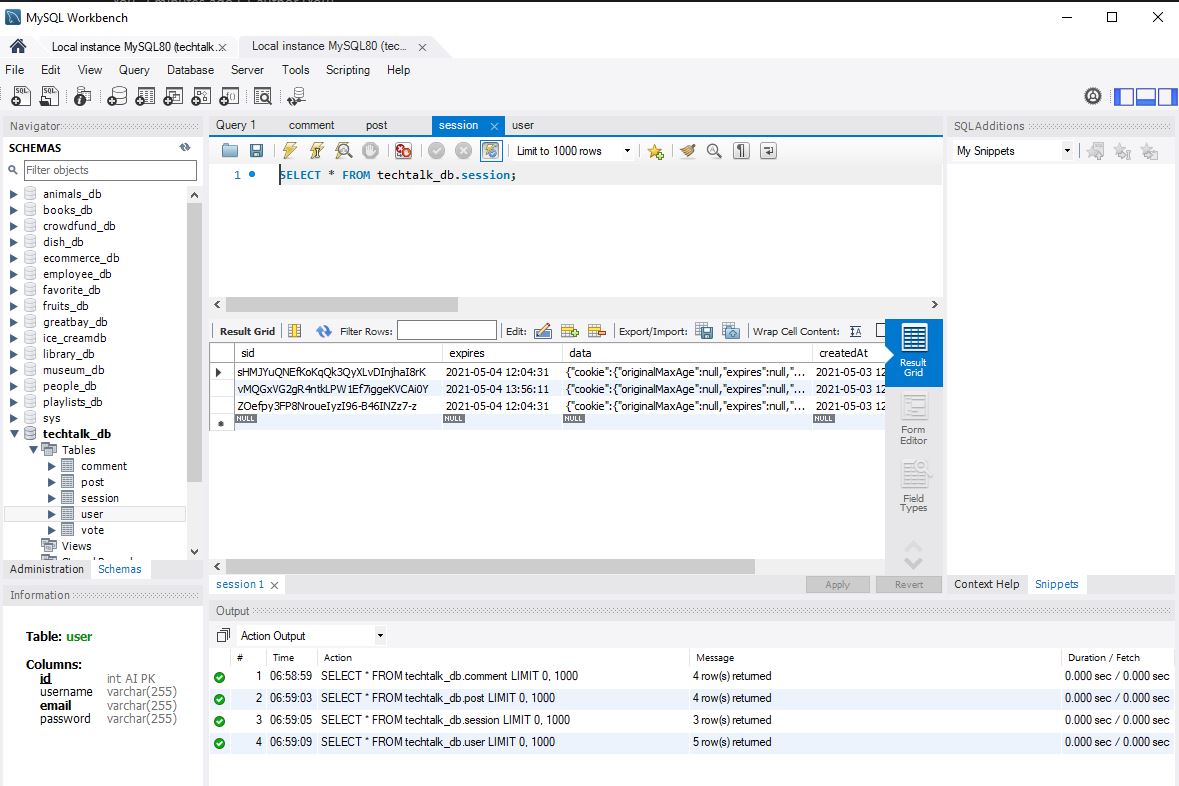 MySQL Workbench
Local instance MySQL80 (techtalk... Local instance MySQL80 (tec...
File Edit View Query Database Server Tools Scripting Help
Navigator
SCHEMAS
Filter objects
animals_db
books_db
crowdfund_db
dish_db
ecommerce_db
employee_db
favorite_db
fruits_db
greatbay_db
ice_creamdb
library_db
museum_db
people_db
playlists_db
sys
techtalk_db
Tables
comment
post
session
user
vote
Views
Administration Schemas
Information
Table: user
Columns:
id int AI PK
username varchar(255)
email varchar(255)
password varchar(255)
Query 1 comment post session user
Limit to 1000 rows
1 SELECT * FROM techtalk_db.session;
Result Grid Filter Rows: Edit: Export/Import: Wrap Cell Content: IA
sid expires data createdAt
sHMJYuQNEfKoKqQk3QyXLvDInjhaI8rK 2021-05-04 12:04:31 {"cookie":{"originalMaxAge":null,"expires":null,"... 2021-05-03 12
vMQGxVG2gR4ntkLPW1Ef7iggeKVCAi0Y 2021-05-04 13:56:11 {"cookie":{"originalMaxAge":null,"expires":null,"... 2021-05-03 12
ZOefpy3FP8NroueIyzI96-B46INZz7-z 2021-05-04 12:04:31 {"cookie":{"originalMaxAge":null,"expires":null,"... 2021-05-03 12
NULL NULL NULL NULL
Result Grid
Form Editor
Field Types
session 1 Apply Revert
SQLAdditions
My Snippets
Context Help Snippets
Output
Action Output
# Time Action Message Duration / Fetch
1 06:58:59 SELECT * FROM techtalk_db.comment LIMIT 0, 1000 4 row(s) returned 0.000 sec / 0.000 sec
2 06:59:03 SELECT * FROM techtalk_db.post LIMIT 0, 1000 4 row(s) returned 0.000 sec / 0.000 sec
3 06:59:05 SELECT * FROM techtalk_db.session LIMIT 0, 1000 3 row(s) returned 0.000 sec / 0.000 sec
4 06:59:09 SELECT * FROM techtalk_db.user LIMIT 0, 1000 5 row(s) returned 0.000 sec / 0.000 sec